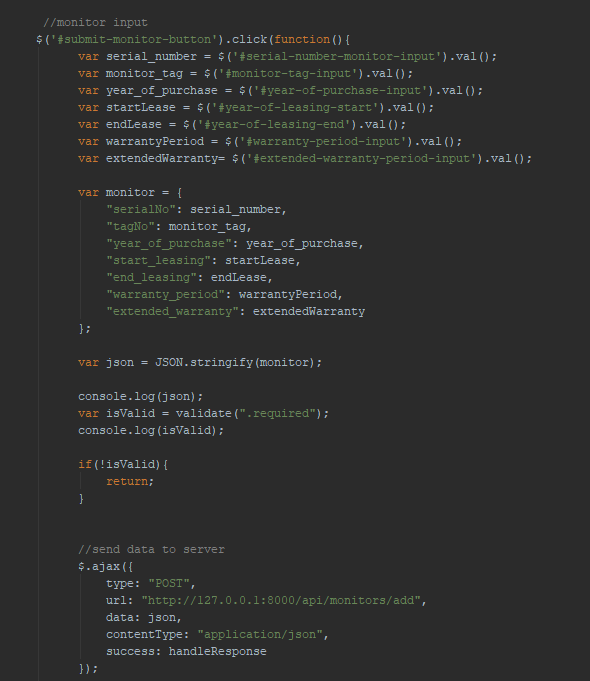 //monitor input
$('#submit-monitor-button').click(function(){
var serial_number = $('#serial-number-monitor-input').val();
var monitor_tag = $('#monitor-tag-input').val();
var year_of_purchase = $('#year-of-purchase-input').val();
var startLease = $('#year-of-leasing-start').val();
var endLease = $('#year-of-leasing-end').val();
var warrantyPeriod = $('#warranty-period-input').val();
var extendedWarranty= $('#extended-warranty-period-input').val();
var monitor = {
"serialNo": serial_number,
"tagNo": monitor_tag,
"year_of_purchase": year_of_purchase,
"start_leasing": startLease,
"end_leasing": endLease,
"warranty_period": warrantyPeriod,
"extended_warranty": extendedWarranty
};
var json = JSON.stringify(monitor);
console.log(json);
var isValid = validate(".required");
console.log(isValid);
if(!isValid){
return;
}
//send data to server
$.ajax({
type: "POST",
url: "http://127.0.0.1:8000/api/monitors/add",
data: json,
contentType: "application/json",
success: handleResponse
});